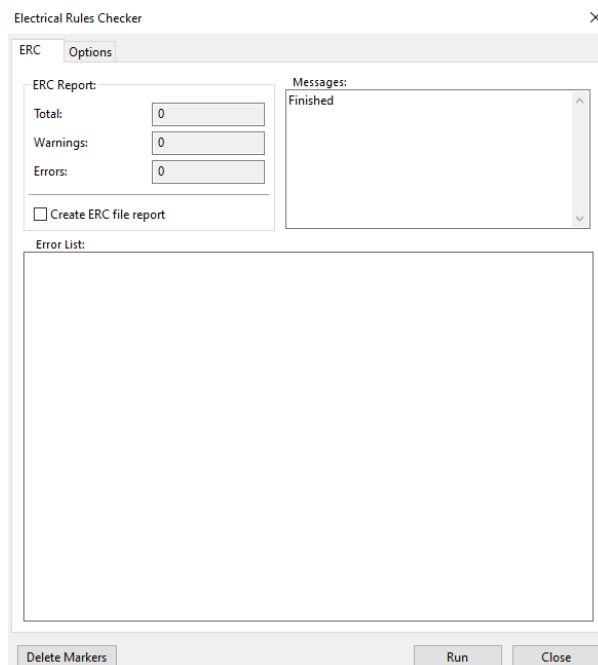 Electrical Rules Checker
ERC
Options
ERC Report:
Total:
0
Warnings:
0
Errors:
0
Create ERC file report
Messages:
Finished
Error List:
Delete Markers
Run
Close